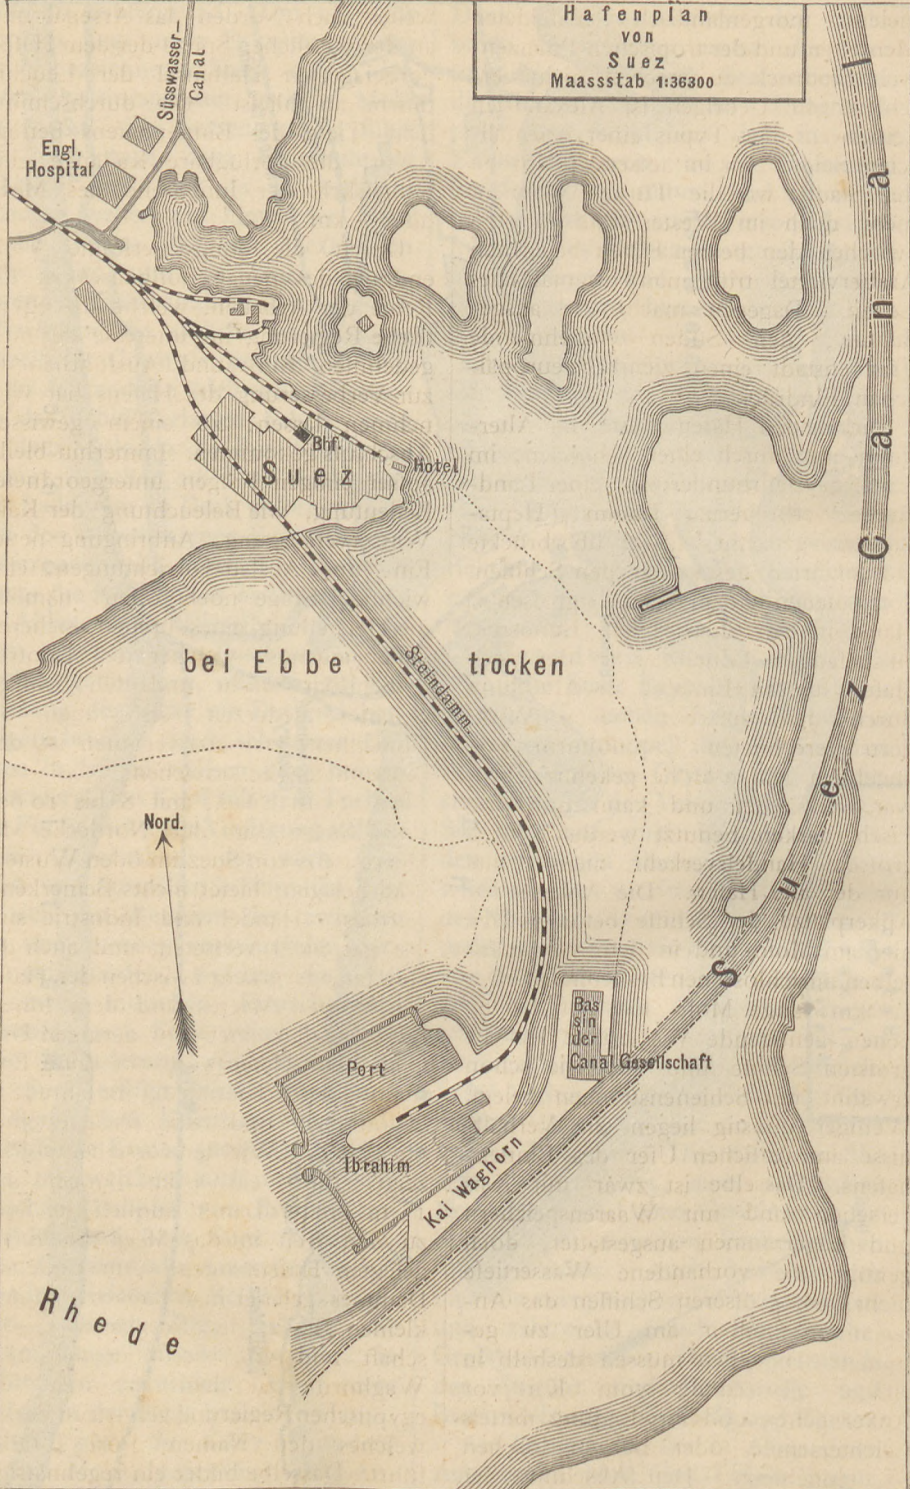 Hafenplan
von
Suez
Maassstab 1:36300
Süsswasser-
Canal
Engl.
Hospital
Bhf.
Suez
Hotel
bei Ebbe trocken
Steindamm.
Nord.
Suez Canal
Bas
sin
der
Canal Gesellschaft
Port
Ibrahim
Kai Waghorn
Rhede